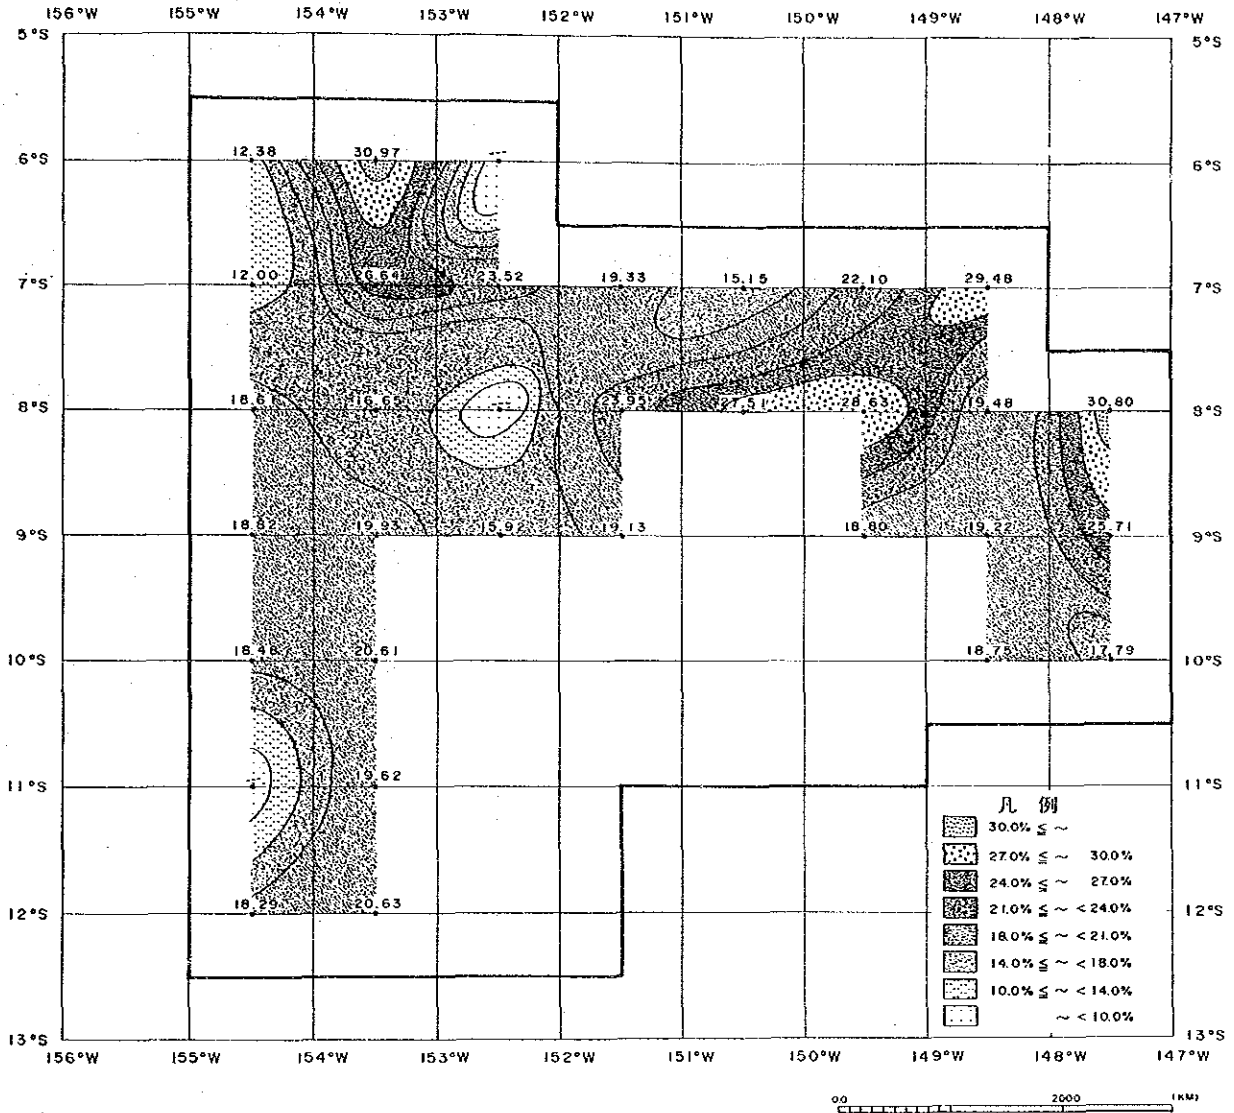 156°W 155°W 154°W 153°W 152°W 151°W 150°W 149°W 148°W 147°W
5°S 5°S
6°S 12.38 30.97 -- 6°S
7°S 12.00 26.64 23.52 19.33 15.15 22.10 29.48 7°S
8°S 18.61 16.65 -- 23.95 27.51 28.63 19.48 30.80 8°S
9°S 18.82 19.93 15.92 19.13 18.80 19.22 25.71 9°S
10°S 18.48 20.61 18.75 17.79 10°S
11°S -- 19.62 11°S
凡 例
30.0% ≦ ~
27.0% ≦ ~ 30.0%
24.0% ≦ ~ 27.0%
12°S 18.29 20.63 21.0% ≦ ~ < 24.0% 12°S
18.0% ≦ ~ < 21.0%
14.0% ≦ ~ < 18.0%
10.0% ≦ ~ < 14.0%
~ < 10.0%
13°S 13°S
156°W 155°W 154°W 153°W 152°W 151°W 150°W 149°W 148°W 147°W
0.0 200.0 (KM)